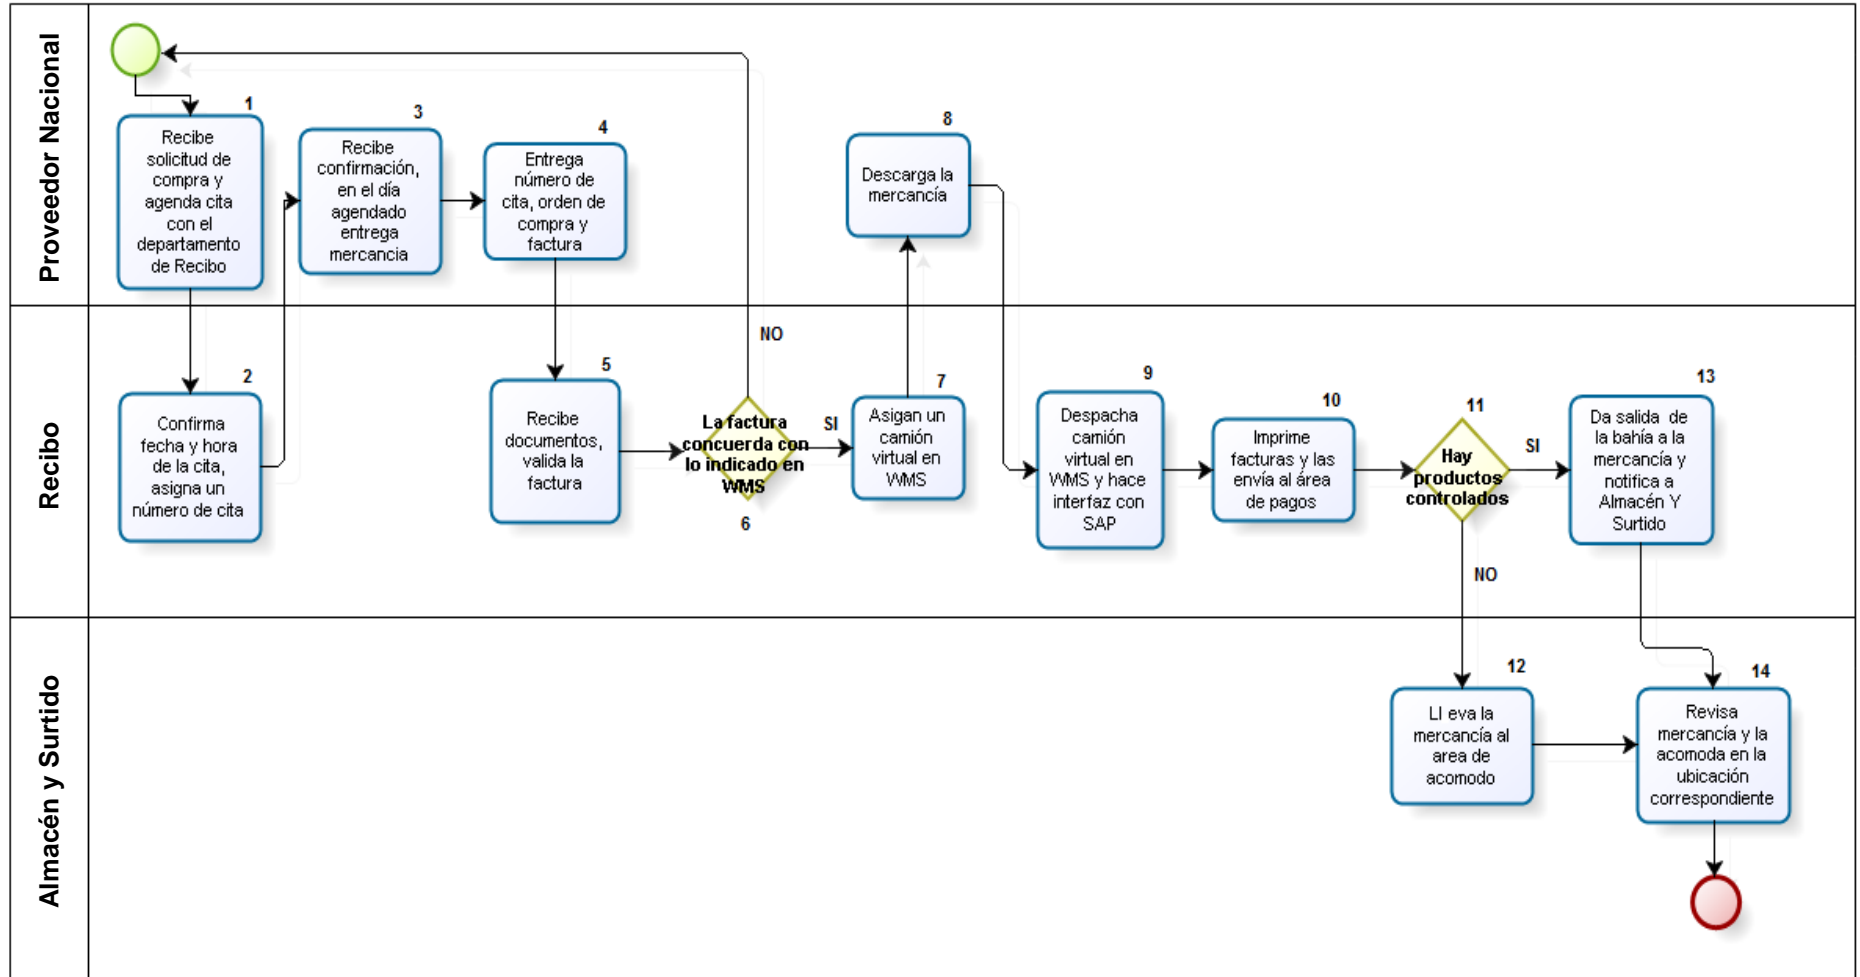 Proveedor Nacional
1
Recibe
solicitud de
compra y
agenda cita
con el
departamento
de Recibo
3
Recibe
confirmación,
en el día
agendado
entrega
mercancia
4
Entrega
número de
cita, orden de
compra y
factura
8
Descarga la
mercancía
Recibo
2
Confirma
fecha y hora
de la cita,
asigna un
número de cita
5
Recibe
documentos,
valida la
factura
NO
La factura
concuerda con
lo indicado en
WMS
6
SI
7
Asigan un
camión
virtual en
WMS
9
Despacha
camión
virtual en
WMS y hace
interfaz con
SAP
10
Imprime
facturas y las
envía al área
de pagos
11
Hay
productos
controlados
SI
NO
13
Da salida de
la bahía a la
mercancía y
notifica a
Almacén Y
Surtido
Almacén y Surtido
12
Ll eva la
mercancía al
area de
acomodo
14
Revisa
mercancía y la
acomoda en la
ubicación
correspondiente